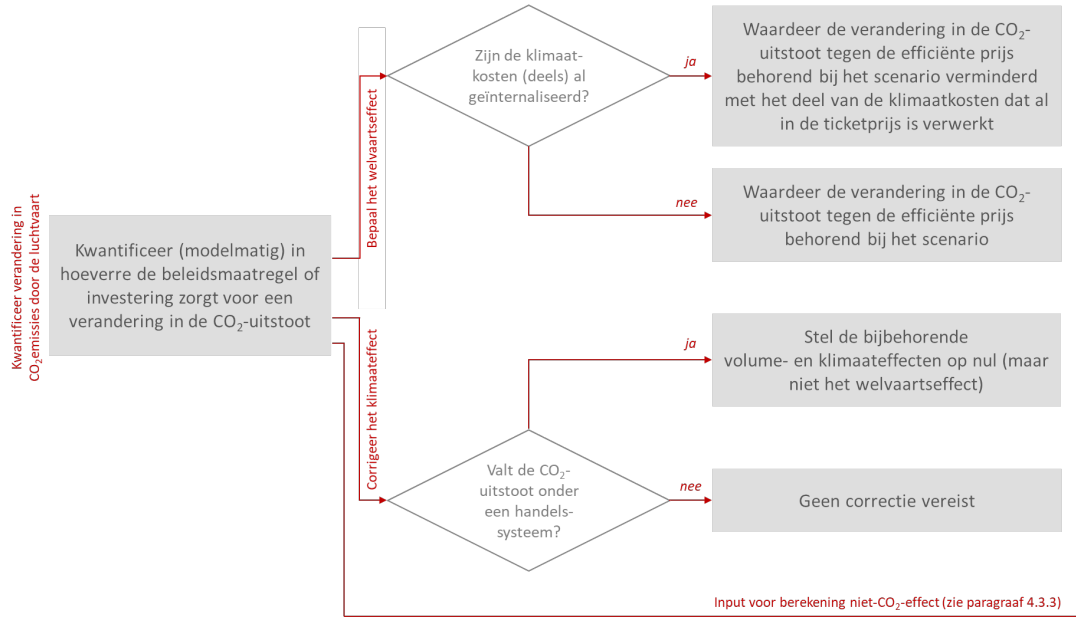 Kwantificeer verandering in
CO₂emissies door de luchtvaart
Kwantificeer (modelmatig) in
hoeverre de beleidsmaatregel of
investering zorgt voor een
verandering in de CO₂-uitstoot
Bepaal het welvaartseffect
Zijn de klimaat-
kosten (deels) al
geïnternaliseerd?
ja
Waardeer de verandering in de CO₂-
uitstoot tegen de efficiënte prijs
behorend bij het scenario verminderd
met het deel van de klimaatkosten dat al
in de ticketprijs is verwerkt
nee
Waardeer de verandering in de CO₂-
uitstoot tegen de efficiënte prijs
behorend bij het scenario
Corrigeer het klimaateffect
Valt de CO₂-
uitstoot onder
een handels-
systeem?
ja
Stel de bijbehorende
volume- en klimaateffecten op nul (maar
niet het welvaartseffect)
nee
Geen correctie vereist
Input voor berekening niet-CO₂-effect (zie paragraaf 4.3.3)